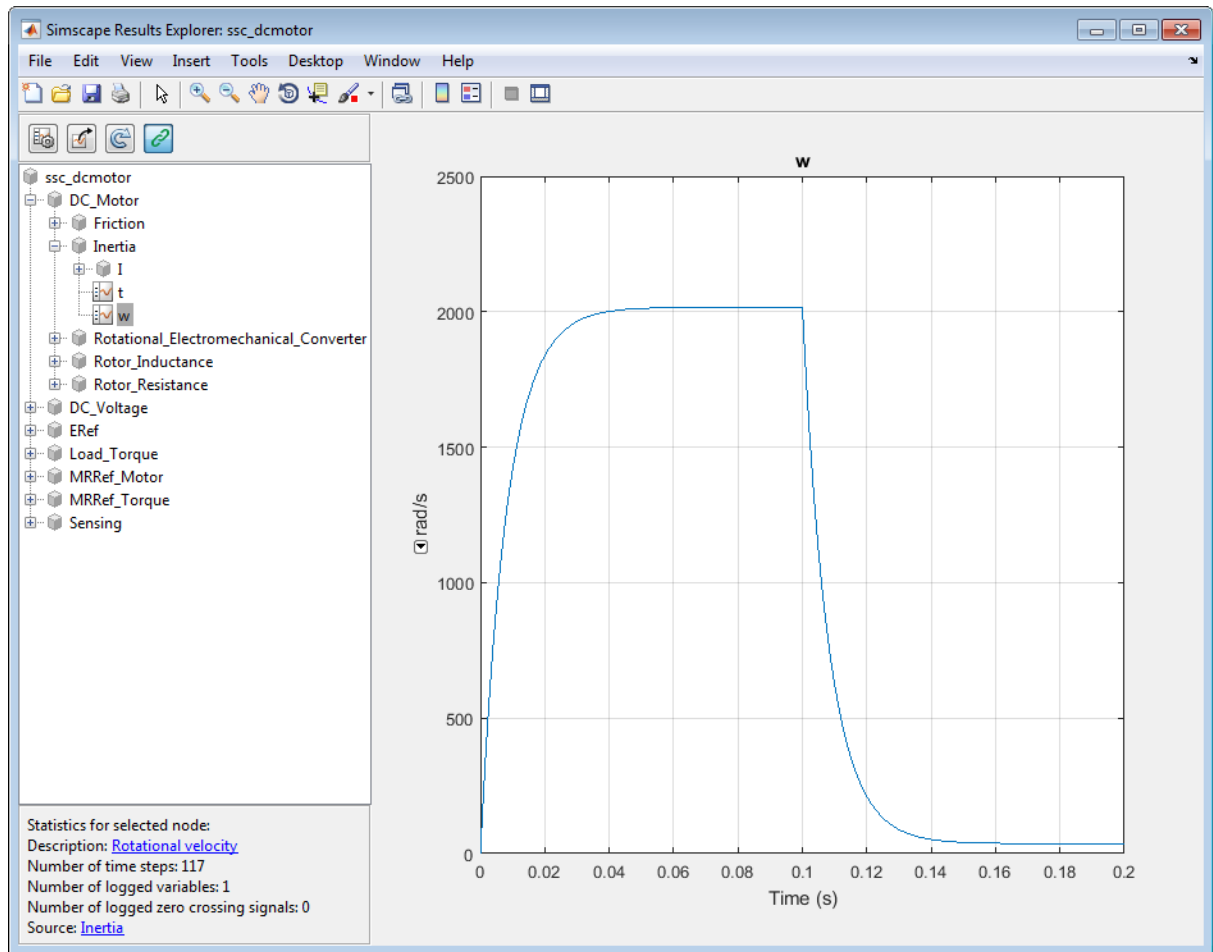 Simscape Results Explorer: ssc_dcmotor
File Edit View Insert Tools Desktop Window Help
ssc_dcmotor
DC_Motor
Friction
Inertia
I
t
w
Rotational_Electromechanical_Converter
Rotor_Inductance
Rotor_Resistance
DC_Voltage
ERef
Load_Torque
MRRef_Motor
MRRef_Torque
Sensing
Statistics for selected node:
Description: Rotational velocity
Number of time steps: 117
Number of logged variables: 1
Number of logged zero crossing signals: 0
Source: Inertia
w
2500
2000
1500
1000
500
0
rad/s
0 0.02 0.04 0.06 0.08 0.1 0.12 0.14 0.16 0.18 0.2
Time (s)